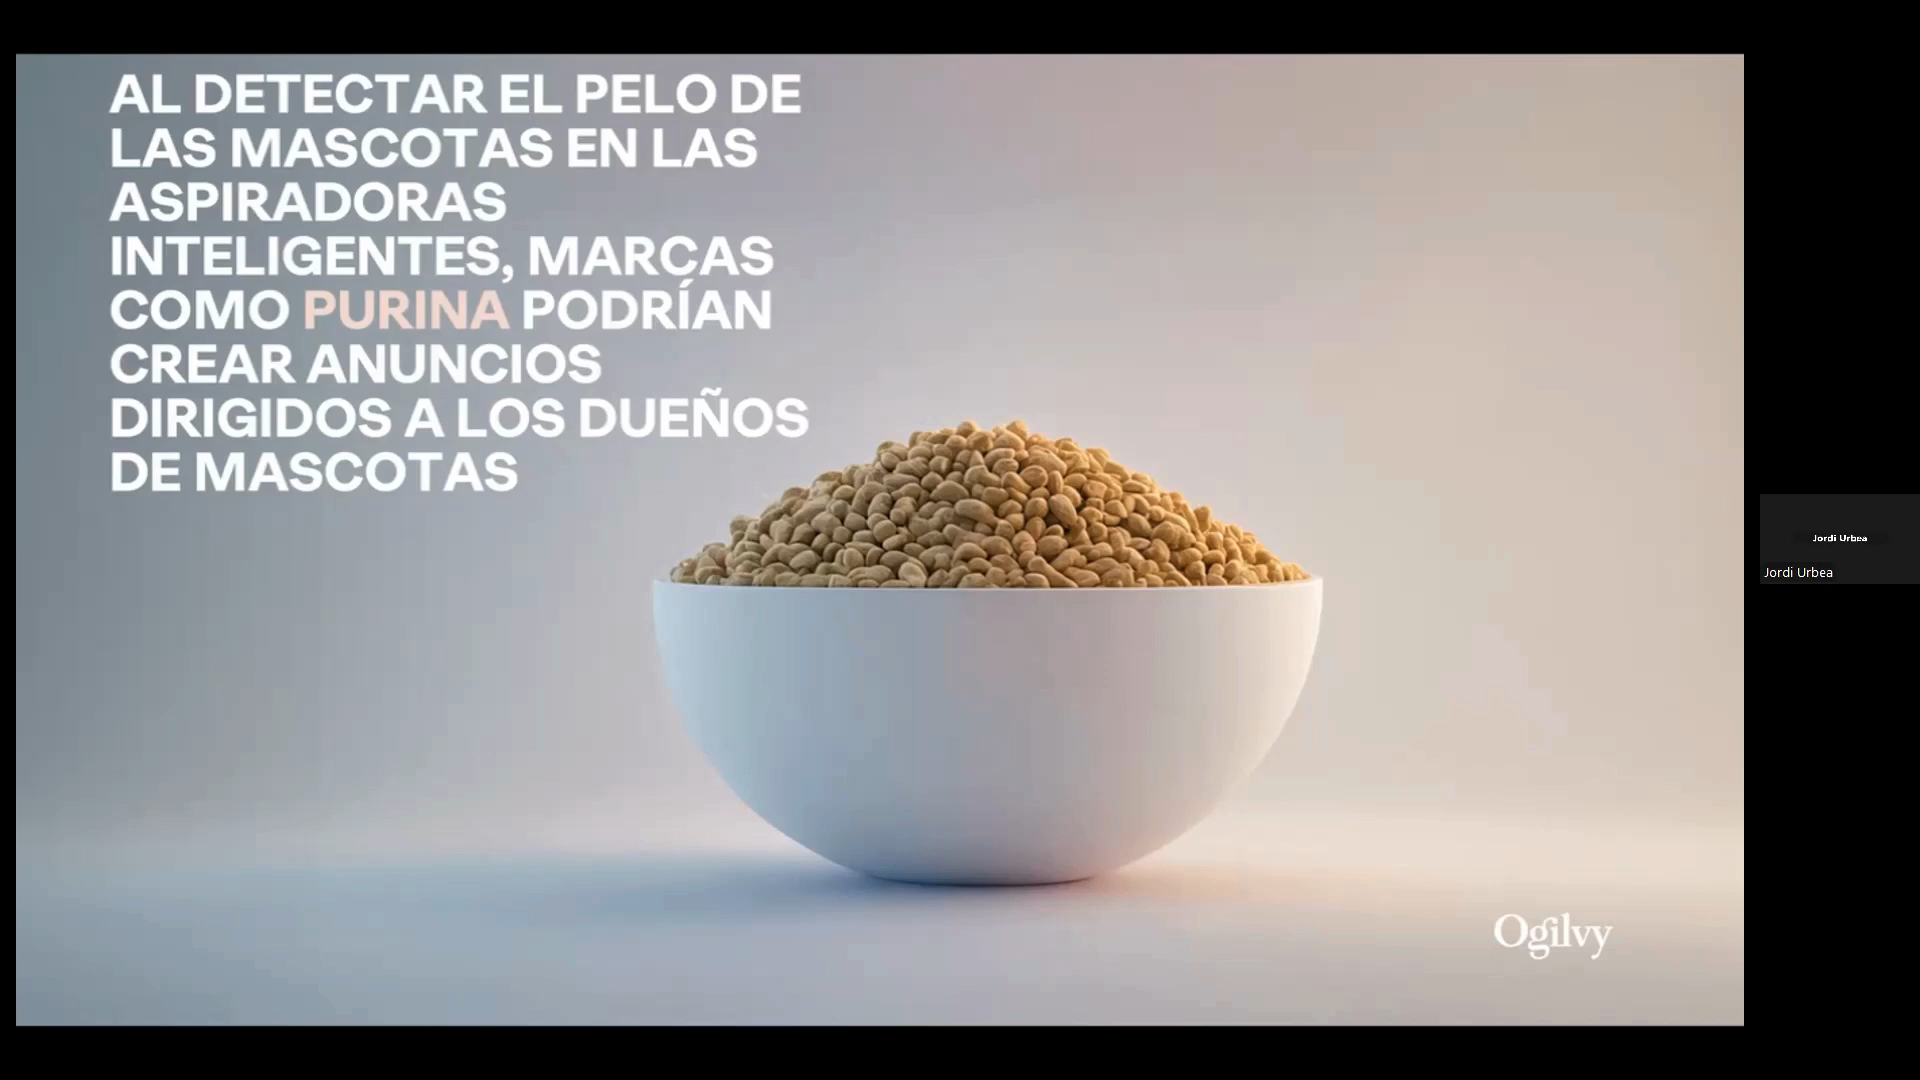 AL DETECTAR EL PELO DE
LAS MASCOTAS EN LAS
ASPIRADORAS
INTELIGENTES, MARCAS
COMO PURINA PODRÍAN
CREAR ANUNCIOS
DIRIGIDOS A LOS DUEÑOS
DE MASCOTAS
Jordi Urbea
Jordi Urbea
Ogilvy